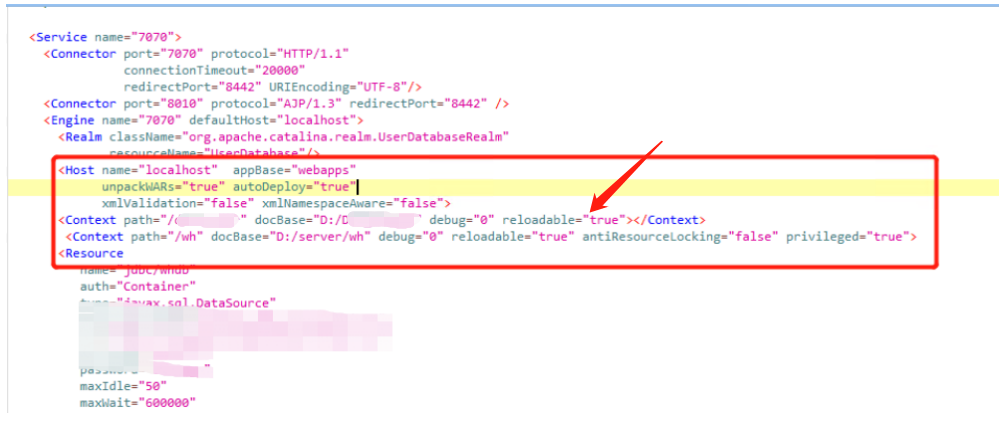 <Service name="7070">
<Connector port="7070" protocol="HTTP/1.1"
connectionTimeout="20000"
redirectPort="8442" URIEncoding="UTF-8"/>
<Connector port="8010" protocol="AJP/1.3" redirectPort="8442" />
<Engine name="7070" defaultHost="localhost">
<Realm className="org.apache.catalina.realm.UserDatabaseRealm"
resourceName="UserDatabase"/>
<Host name="localhost" appBase="webapps"
unpackWARs="true" autoDeploy="true"
xmlValidation="false" xmlNamespaceAware="false">
<Context path="/ " docBase="D:/ " debug="0" reloadable="true"></Context>
<Context path="/wh" docBase="D:/server/wh" debug="0" reloadable="true" antiResourceLocking="false" privileged="true">
<Resource
name="jdbc/whdb"
auth="Container"
type="javax.sql.DataSource"
password "
maxIdle="50"
maxWait="600000"